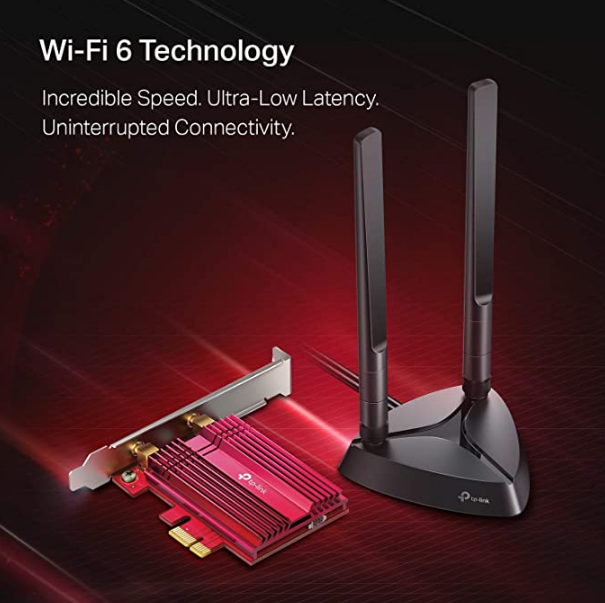 Wi-Fi 6 Technology
Incredible Speed. Ultra-Low Latency.
Uninterrupted Connectivity.
tp-link
tp-link